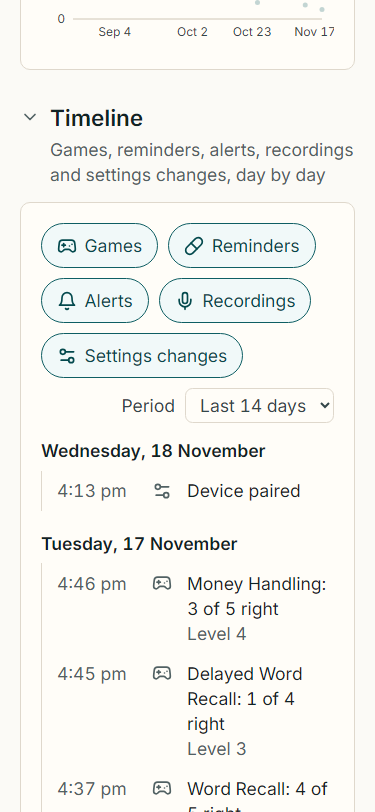 0
Sep 4 Oct 2 Oct 23 Nov 17
Timeline
Games, reminders, alerts, recordings
and settings changes, day by day
Games Reminders
Alerts Recordings
Settings changes
Period Last 14 days
Wednesday, 18 November
4:13 pm Device paired
Tuesday, 17 November
4:46 pm Money Handling:
3 of 5 right
Level 4
4:45 pm Delayed Word
Recall: 1 of 4
right
Level 3
4:37 pm Word Recall: 4 of
5 right